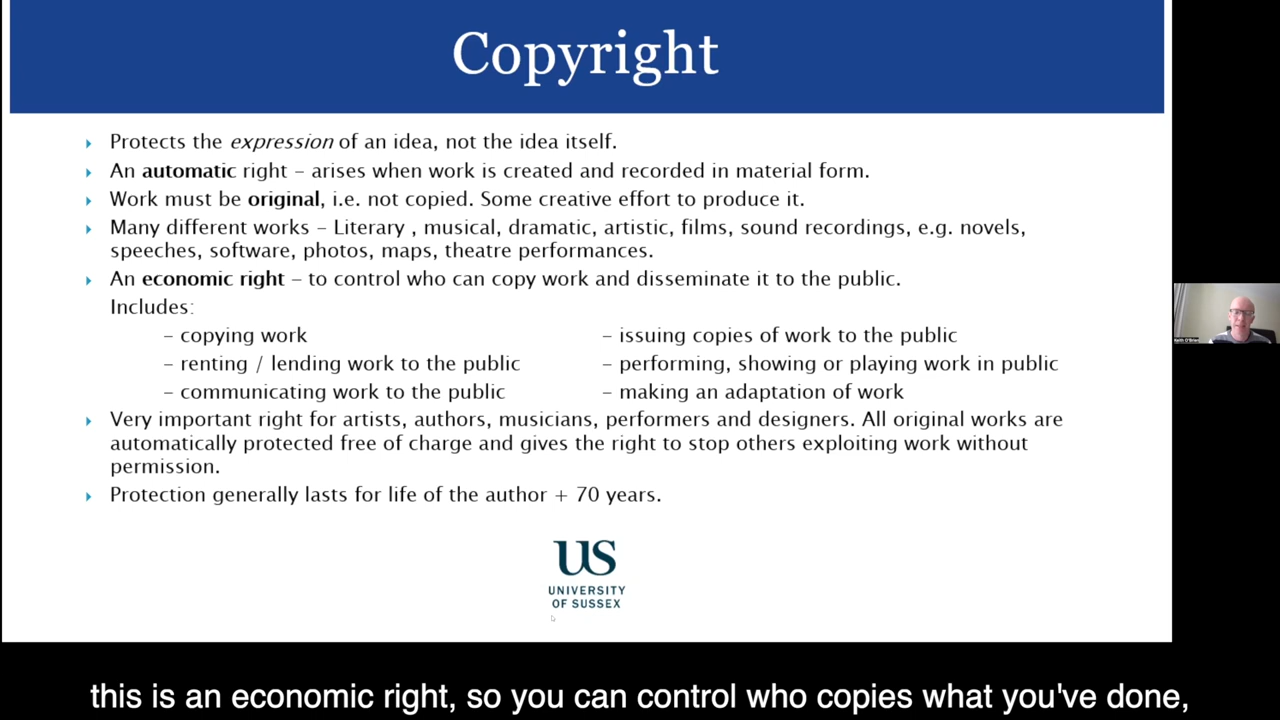 Copyright
Protects the expression of an idea, not the idea itself.
An automatic right – arises when work is created and recorded in material form.
Work must be original, i.e. not copied. Some creative effort to produce it.
Many different works – Literary , musical, dramatic, artistic, films, sound recordings, e.g. novels,
speeches, software, photos, maps, theatre performances.
An economic right – to control who can copy work and disseminate it to the public.
Includes:
– copying work – issuing copies of work to the public
– renting / lending work to the public – performing, showing or playing work in public
– communicating work to the public – making an adaptation of work
Very important right for artists, authors, musicians, performers and designers. All original works are
automatically protected free of charge and gives the right to stop others exploiting work without
permission.
Protection generally lasts for life of the author + 70 years.
US
UNIVERSITY
OF SUSSEX
Keith O'Brien
this is an economic right, so you can control who copies what you've done,